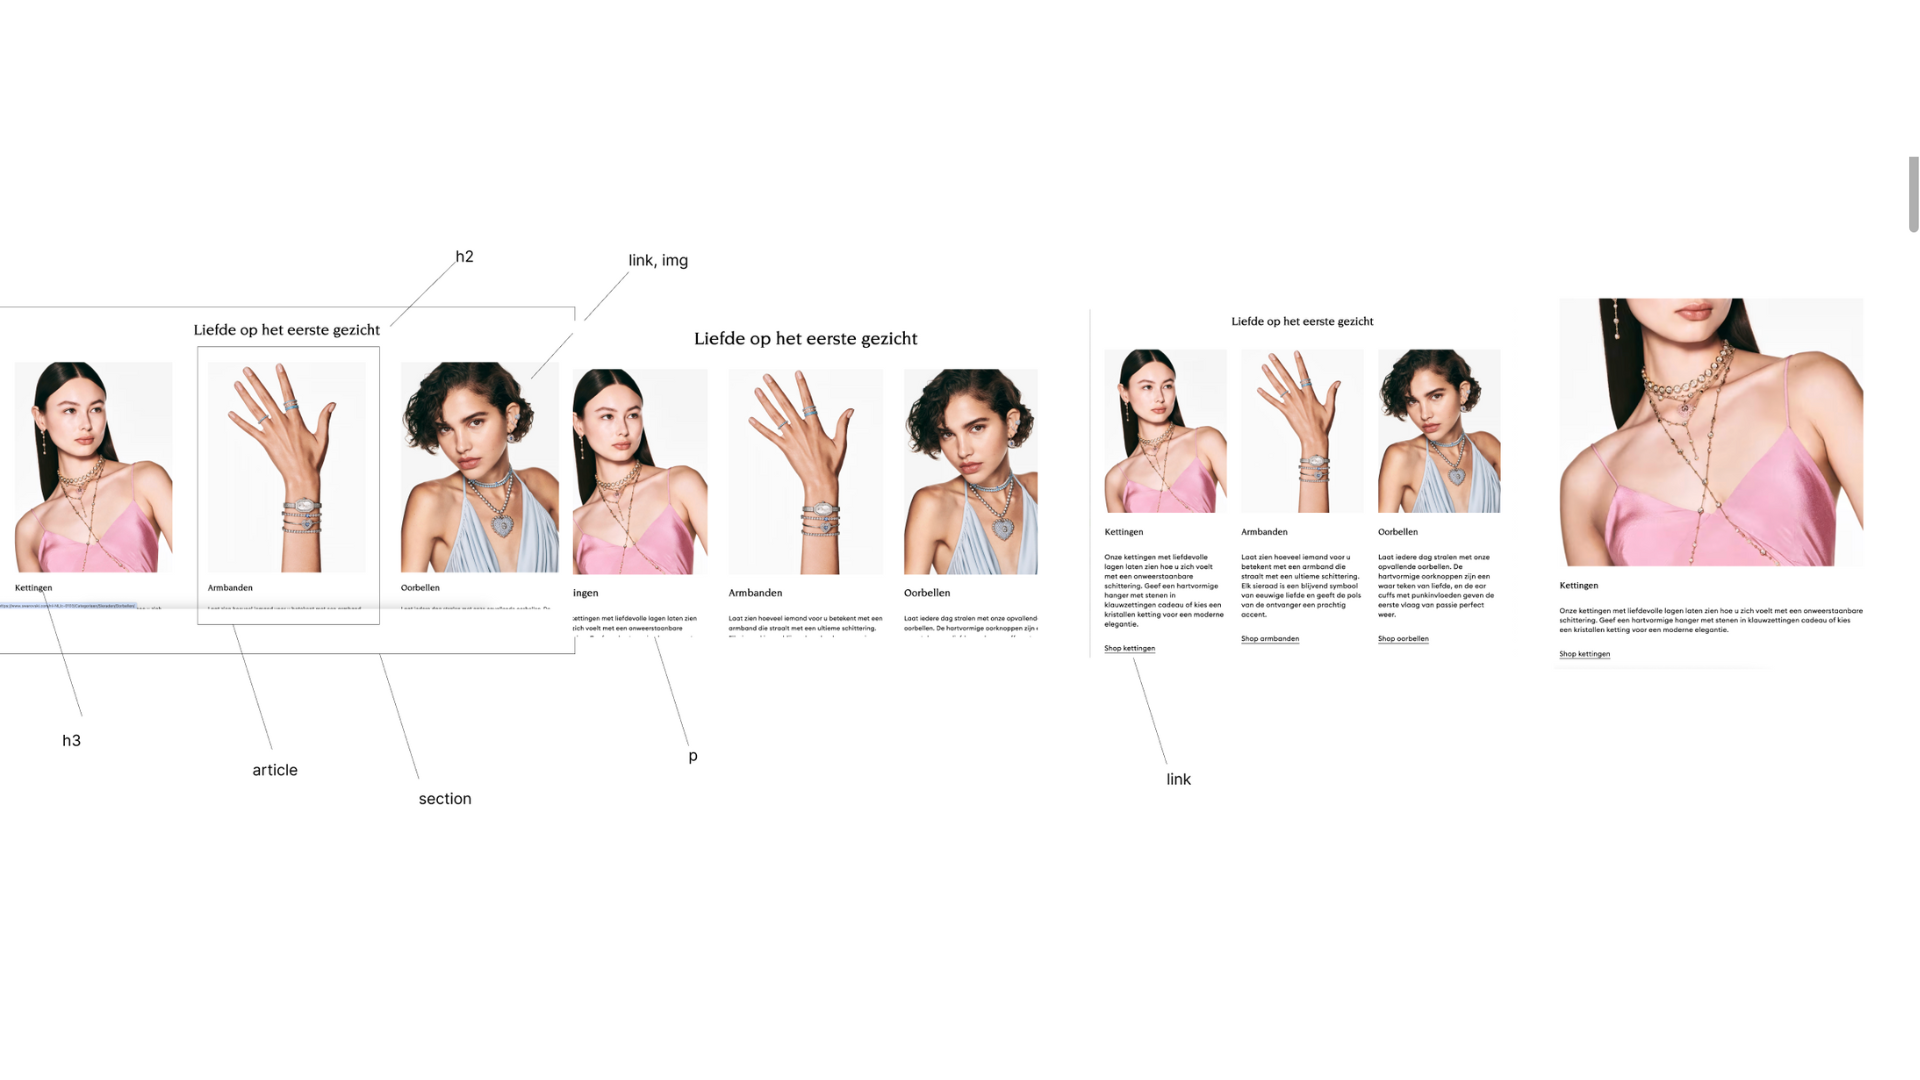 h2
link, img
Liefde op het eerste gezicht
Kettingen
Armbanden
Oorbellen
h3
article
section
Liefde op het eerste gezicht
ingen
Armbanden
Oorbellen
ettingen met liefdevolle lagen laten zien
zich voelt met een onweerstaanbare
Laat zien hoeveel iemand voor u betekent met een
armband die straalt met een ultieme schittering.
Laat iedere dag stralen met onze opvallend
oorbellen. De hartvormige oorknoppen zijn
p
Liefde op het eerste gezicht
Kettingen
Onze kettingen met liefdevolle
lagen laten zien hoe u zich voelt
met een onweerstaanbare
schittering. Geef een hartvormige
hanger met stenen in
klauwzettingen cadeau of kies een
kristallen ketting voor een moderne
elegantie.
Shop kettingen
Armbanden
Laat zien hoeveel iemand voor u
betekent met een armband die
straalt met een ultieme schittering.
Elk sieraad is een blijvend symbool
van eeuwige liefde en geeft de pols
van de ontvanger een prachtig
accent.
Shop armbanden
Oorbellen
Laat iedere dag stralen met onze
opvallende oorbellen. De
hartvormige oorknoppen zijn een
waar teken van liefde, en de ear
cuffs met punkinvloeden geven de
eerste vlaag van passie perfect
weer.
Shop oorbellen
link
Kettingen
Onze kettingen met liefdevolle lagen laten zien hoe u zich voelt met een onweerstaanbare
schittering. Geef een hartvormige hanger met stenen in klauwzettingen cadeau of kies
een kristallen ketting voor een moderne elegantie.
Shop kettingen